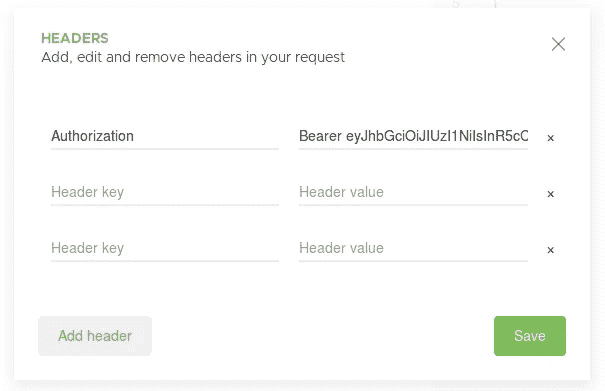 HEADERS
Add, edit and remove headers in your request
Authorization
Bearer eyJhbGciOiJIUzI1NiIsInR5cC
Header key
Header value
Header key
Header value
Add header
Save